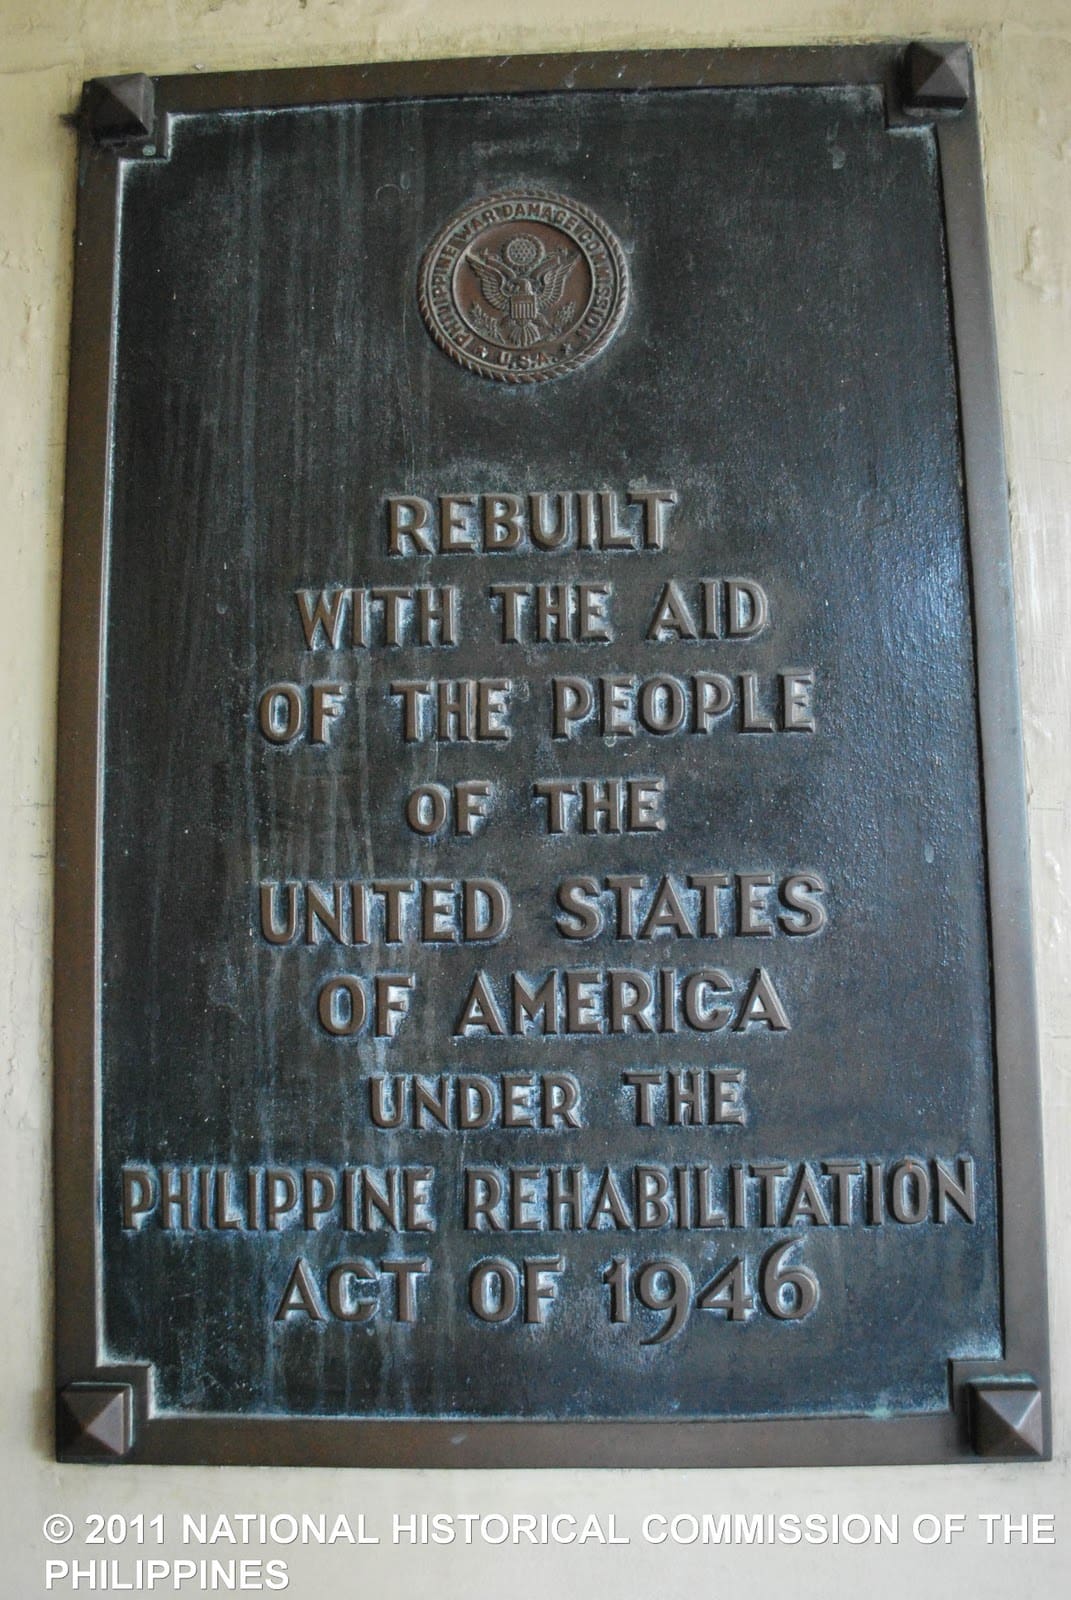 PHILIPPINE WAR DAMAGE COMMISSION
U.S.A.
REBUILT
WITH THE AID
OF THE PEOPLE
OF THE
UNITED STATES
OF AMERICA
UNDER THE
PHILIPPINE REHABILITATION
ACT OF 1946
© 2011 NATIONAL HISTORICAL COMMISSION OF THE
PHILIPPINES